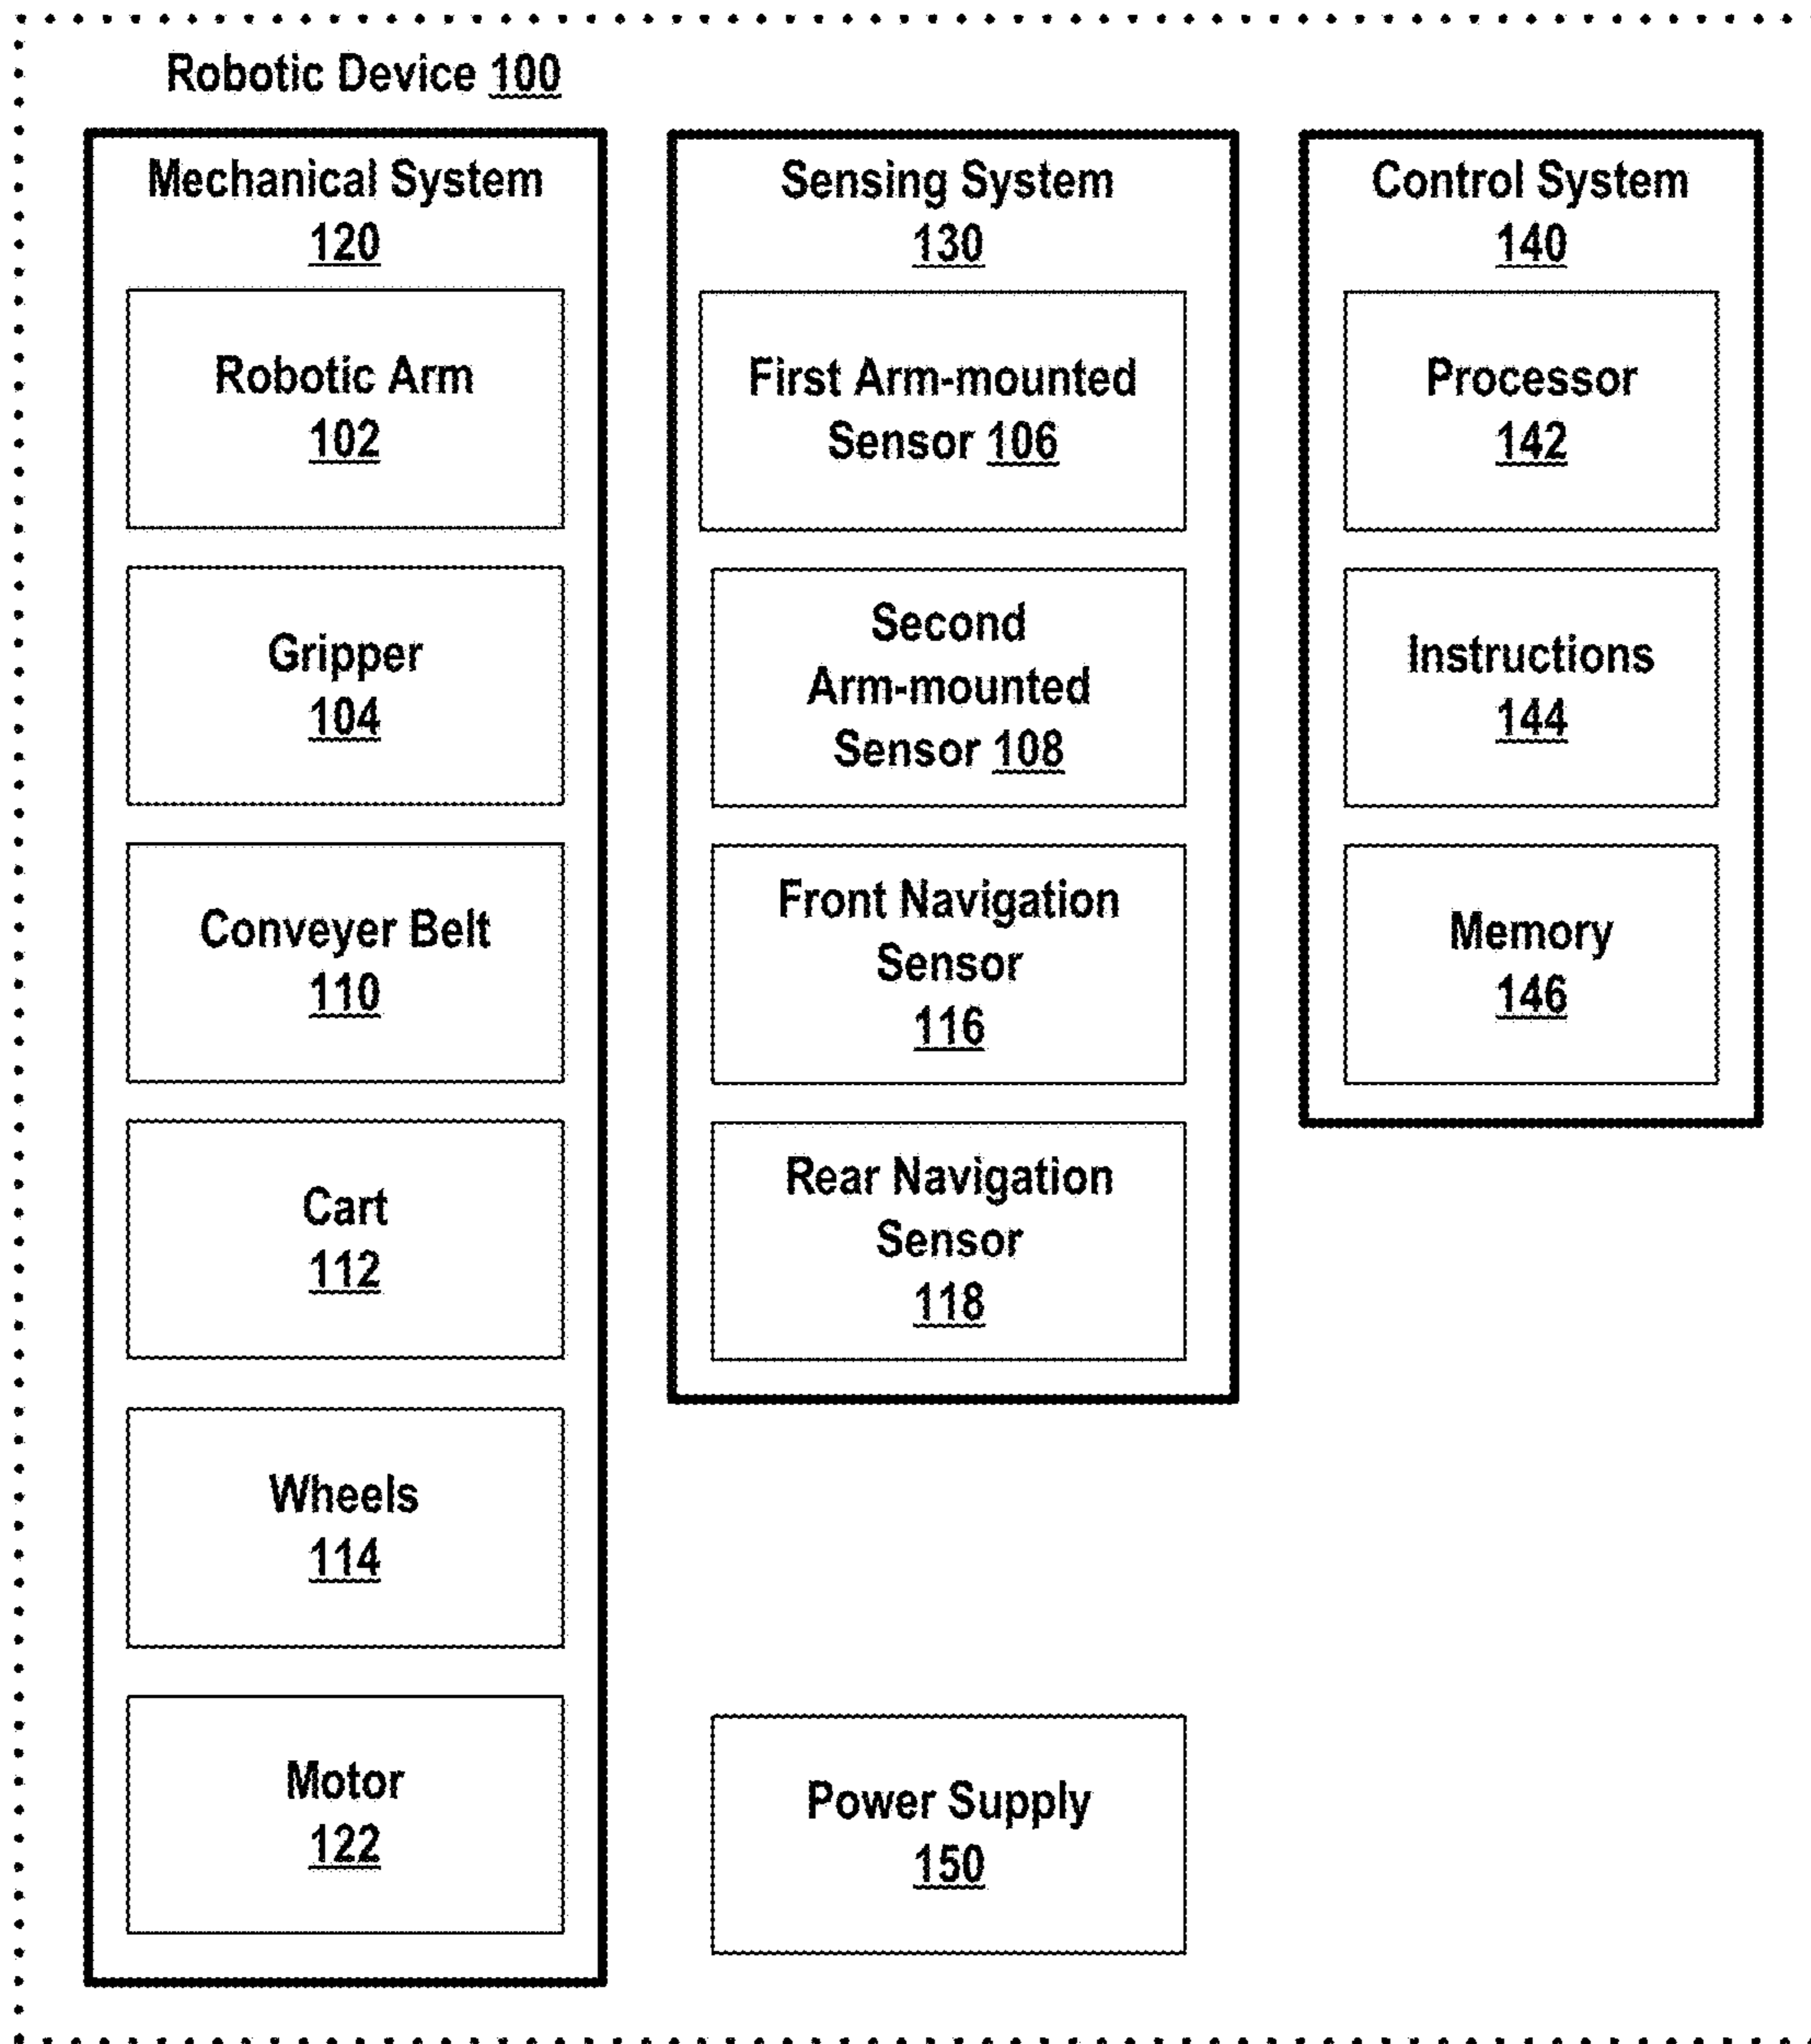 Robotic Device 100
Mechanical System
120
Robotic Arm
102
Gripper
104
Conveyer Belt
110
Cart
112
Wheels
114
Motor
122
Sensing System
130
First Arm-mounted
Sensor 106
Second
Arm-mounted
Sensor 108
Front Navigation
Sensor
116
Rear Navigation
Sensor
118
Power Supply
150
Control System
140
Processor
142
Instructions
144
Memory
146